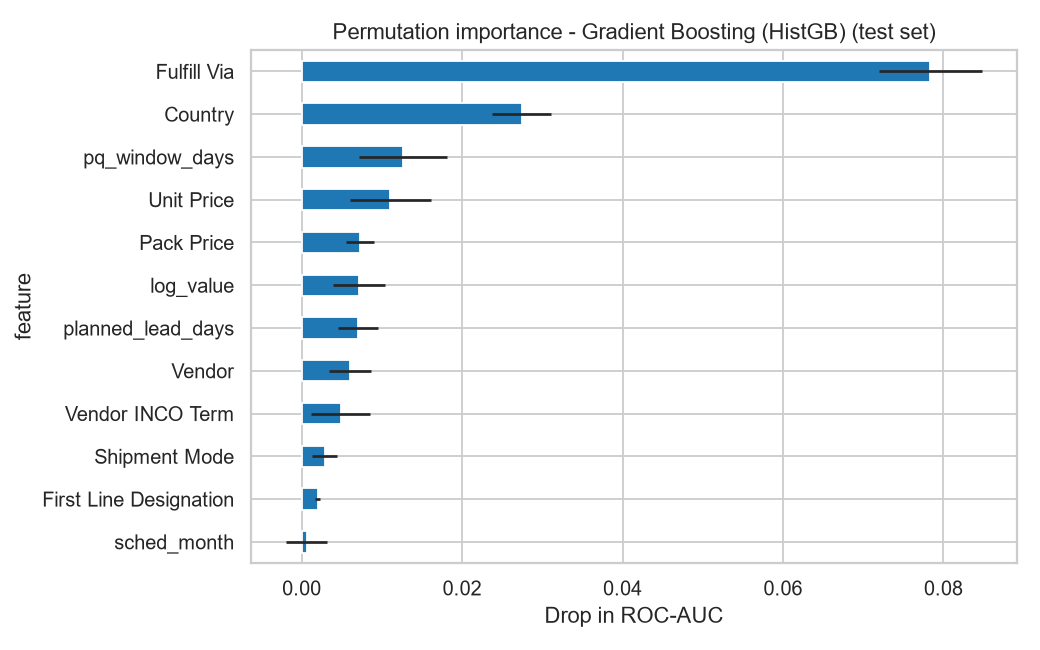 Permutation importance - Gradient Boosting (HistGB) (test set)
Fulfill Via
Country
pq_window_days
Unit Price
Pack Price
log_value
planned_lead_days
Vendor
Vendor INCO Term
Shipment Mode
First Line Designation
sched_month
feature
0.00 0.02 0.04 0.06 0.08
Drop in ROC-AUC